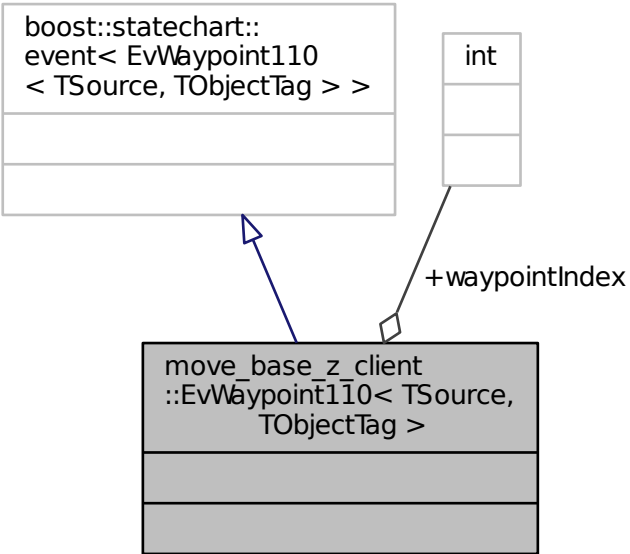 boost::statechart::
event< EvWaypoint110
< TSource, TObjectTag > >
int
+waypointIndex
move_base_z_client
::EvWaypoint110< TSource,
TObjectTag >